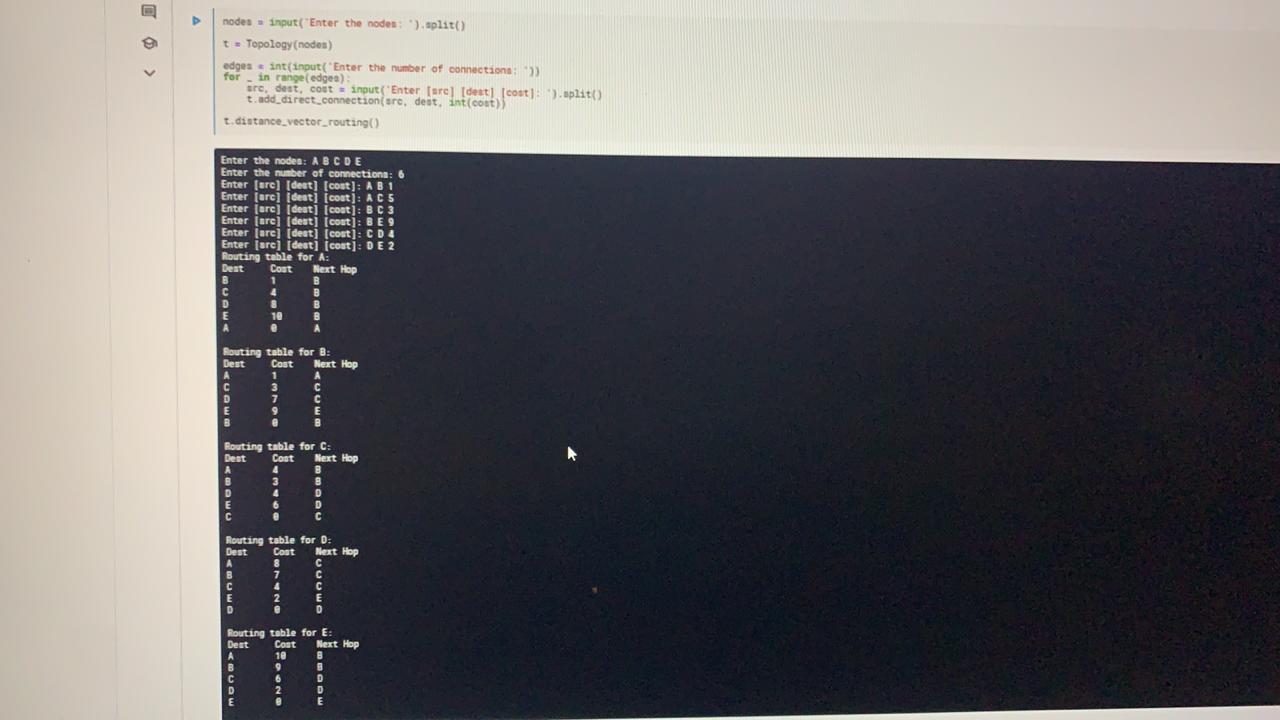 nodes = input('Enter the nodes: ').split()
t = Topology(nodes)
edges = int(input('Enter the number of connections: '))
for _ in range(edges):
src, dest, cost = input('Enter [src] [dest] [cost]: ').split()
t.add_direct_connection(src, dest, int(cost))
t.distance_vector_routing()
Enter the nodes: A B C D E
Enter the number of connections: 6
Enter [src] [dest] [cost]: A B 1
Enter [src] [dest] [cost]: A C 5
Enter [src] [dest] [cost]: B C 3
Enter [src] [dest] [cost]: B E 9
Enter [src] [dest] [cost]: C D 4
Enter [src] [dest] [cost]: D E 2
Routing table for A:
Dest Cost Next Hop
B 1 B
C 4 B
D 8 B
E 10 B
A 0 A
Routing table for B:
Dest Cost Next Hop
A 1 A
C 3 C
D 7 C
E 9 E
B 0 B
Routing table for C:
Dest Cost Next Hop
A 4 B
B 3 B
D 4 D
E 6 D
C 0 C
Routing table for D:
Dest Cost Next Hop
A 8 C
B 7 C
C 4 C
E 2 E
D 0 D
Routing table for E:
Dest Cost Next Hop
A 10 B
B 9 B
C 6 D
D 2 D
E 0 E